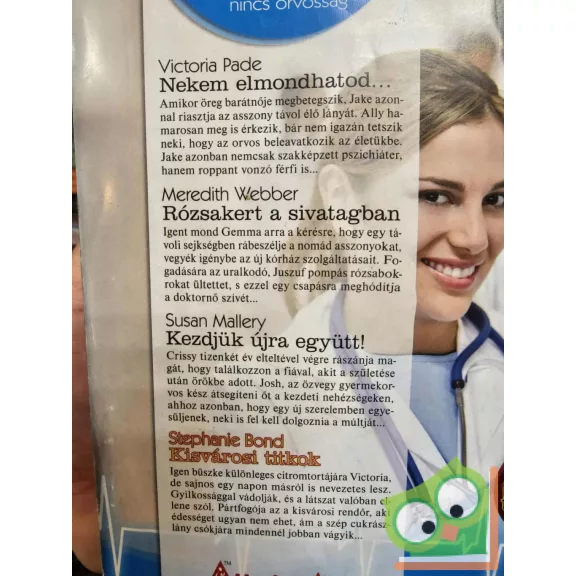 nincs orvosság
Victoria Pade
Nekem elmondhatod...
Amikor öreg barátnője megbetegszik, Jake azon-
nal riasztja az asszony távol élő lányát. Ally ha-
marosan meg is érkezik, bár nem igazán tetszik
neki, hogy az orvos beleavatkozik az életükbe.
Jake azonban nemcsak szakképzett pszichiáter,
hanem roppant vonzó férfi is...
Meredith Webber
Rózsakert a sivatagban
Igent mond Gemma arra a kérésre, hogy egy tá-
voli sejkségben rábeszélje a nomád asszonyokat,
vegyék igénybe az új kórház szolgáltatásait. Fo-
gadására az uralkodó, Juszuf pompás rózsabok-
rokat ültettet, s ezzel egy csapásra meghódítja
a doktornő szívét...
Susan Mallery
Kezdjük újra együtt!
Crissy tizenkét év elteltével végre rászánja ma-
gát, hogy találkozzon a fiával, akit a születése
után örökbe adott. Josh, az özvegy gyermekor-
vos kész átsegíteni őt a kezdeti nehézségeken,
ahhoz azonban, hogy egy új szerelemben egye-
süljenek, neki is fel kell dolgoznia a múltját...
Stephanie Bond
Kisvárosi titkok
Igen büszke különleges citromtortájára Victoria,
de sajnos egy napon másról is nevezetes lesz.
Gyilkossággal vádolják, és a látszat valóban el-
lene szól. Pártfogója az a kisvárosi rendőr, aki
édességet ugyan nem ehet, ám a szép cukrász-
lány csókjára mindennél jobban vágyik...
TM